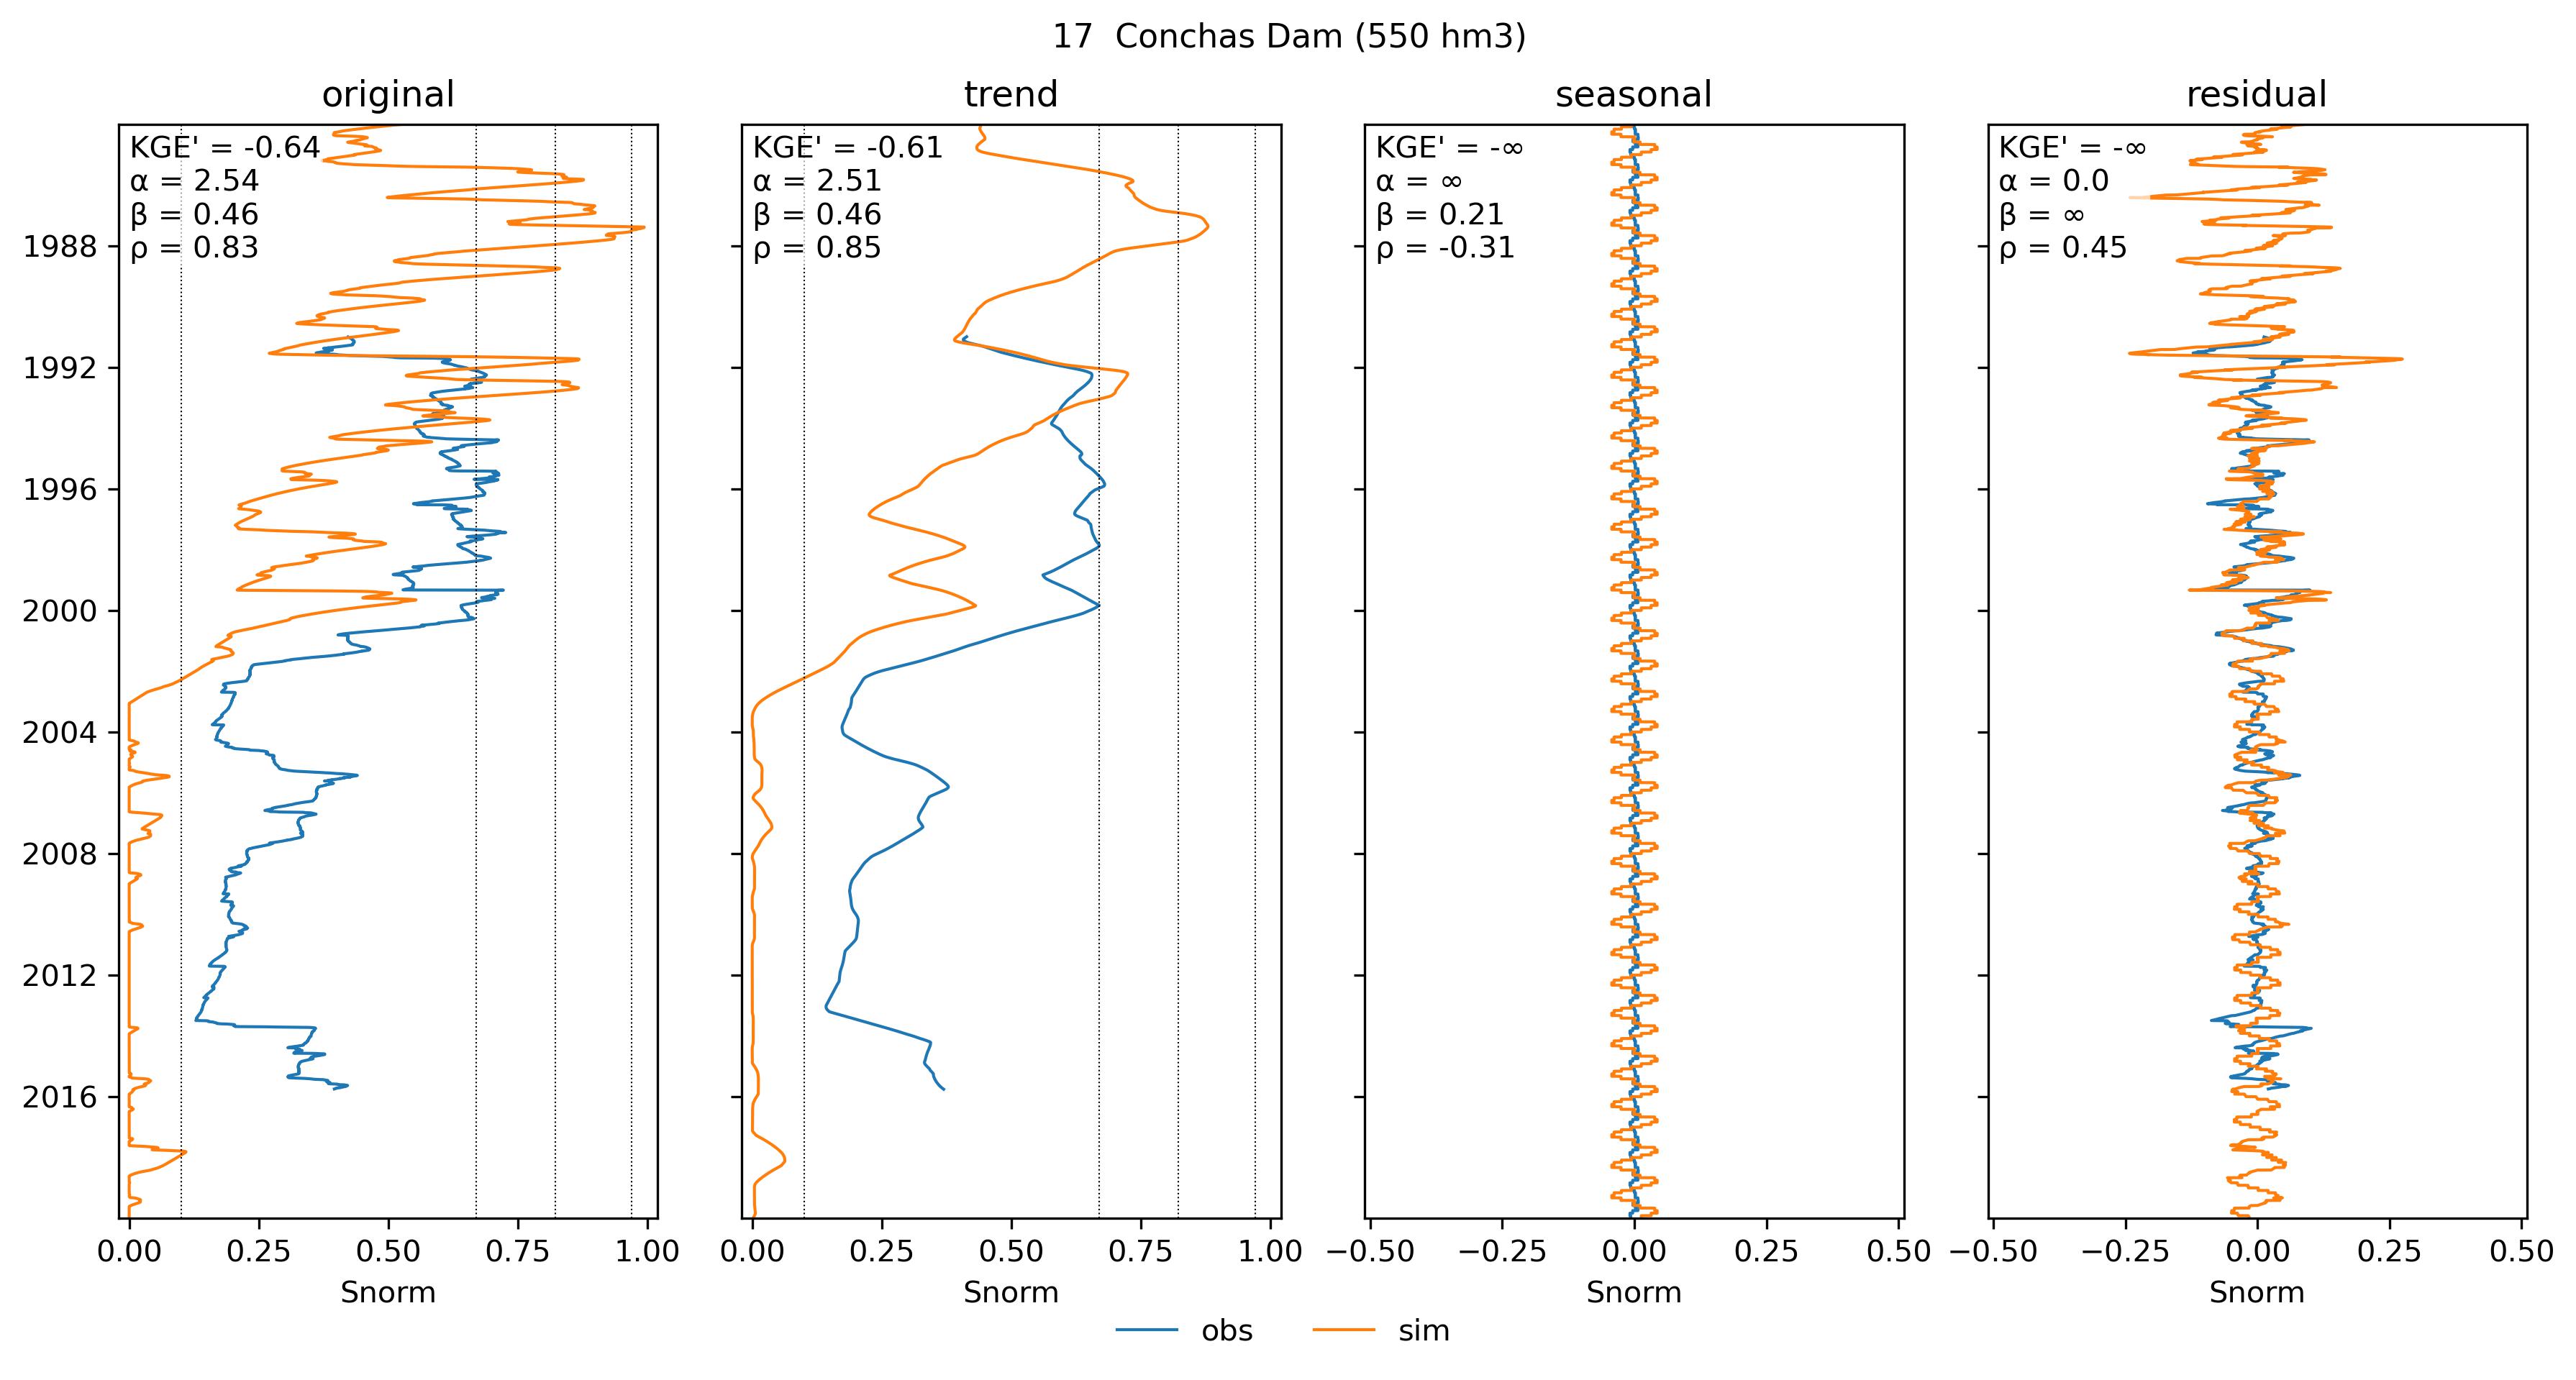 17  Conchas Dam (550 hm3)
original
trend
seasonal
residual
KGE' = -0.64
α = 2.54
β = 0.46
ρ = 0.83
KGE' = -0.61
α = 2.51
β = 0.46
ρ = 0.85
KGE' = -∞
α = ∞
β = 0.21
ρ = -0.31
KGE' = -∞
α = 0.0
β = ∞
ρ = 0.45
1988
1992
1996
2000
2004
2008
2012
2016
0.00 0.25 0.50 0.75 1.00
0.00 0.25 0.50 0.75 1.00
−0.50 −0.25 0.00 0.25 0.50
−0.50 −0.25 0.00 0.25 0.50
Snorm
Snorm
Snorm
Snorm
obs
sim